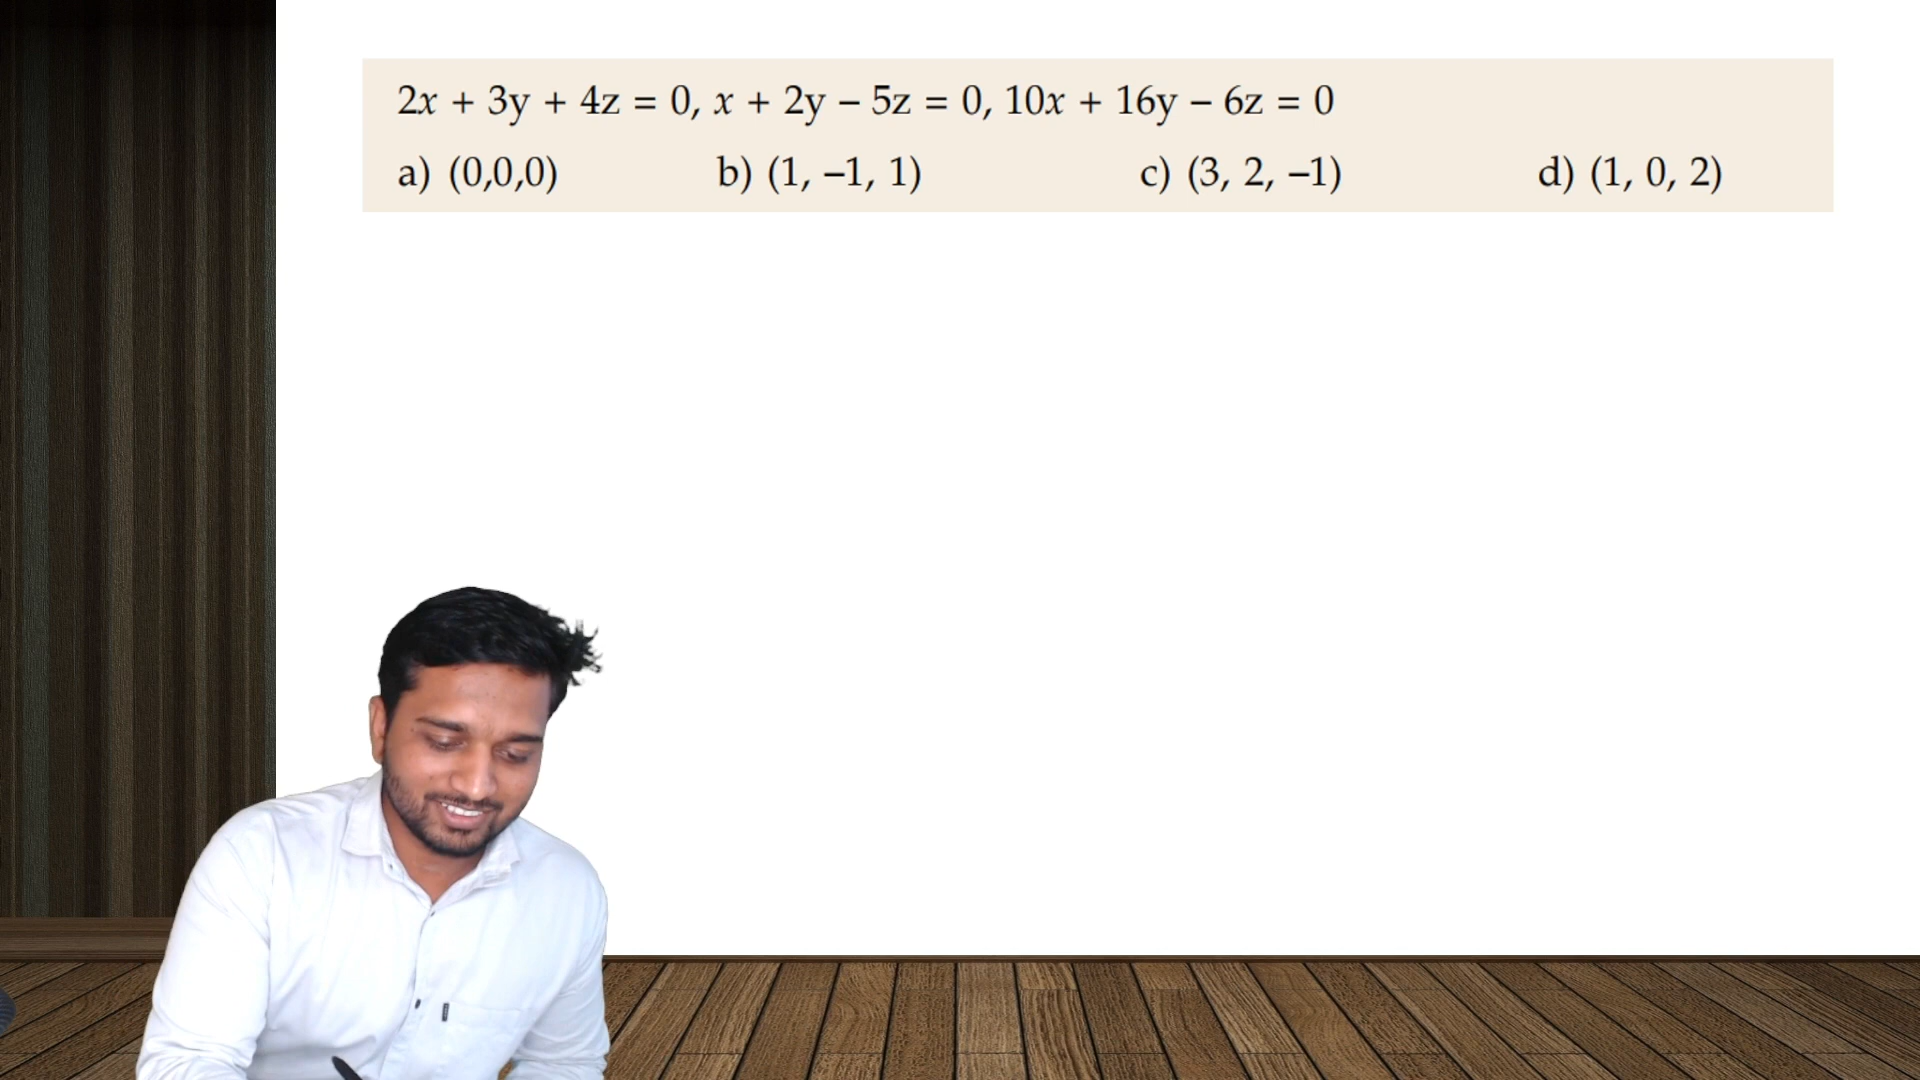 2x + 3y + 4z = 0, x + 2y – 5z = 0, 10x + 16y – 6z = 0
a) (0,0,0) b) (1, –1, 1) c) (3, 2, –1) d) (1, 0, 2)